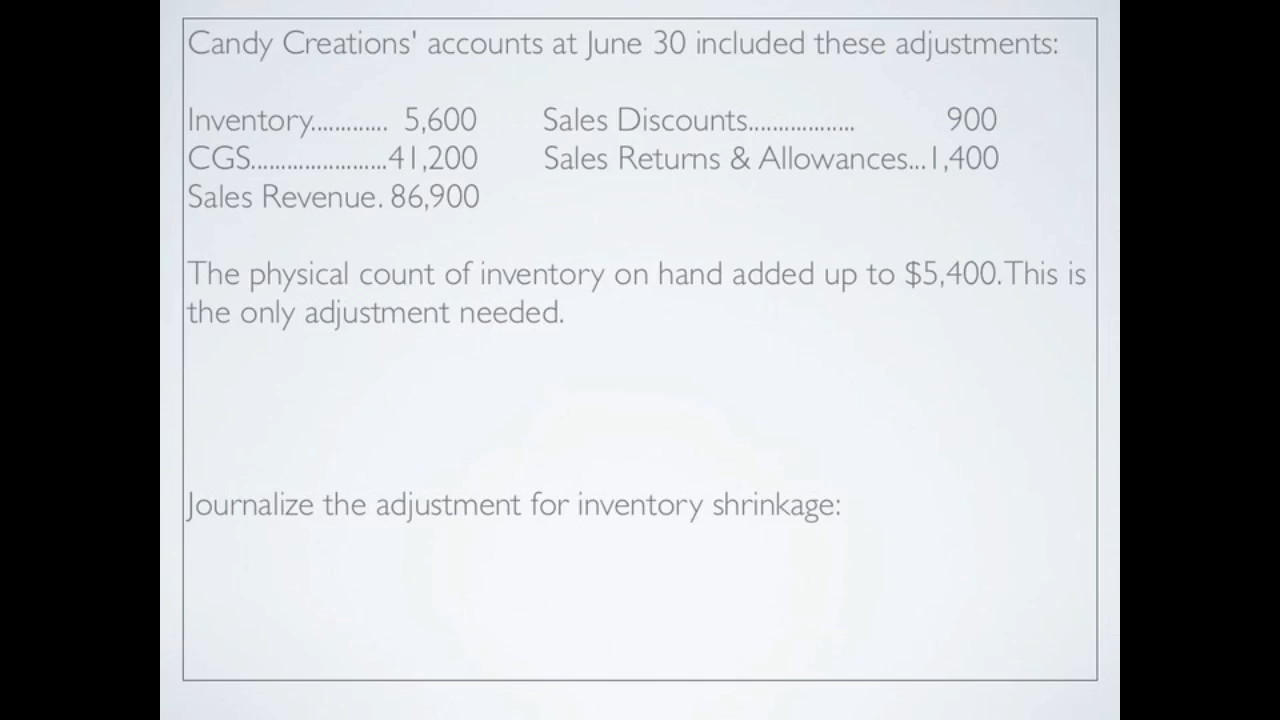 Candy Creations' accounts at June 30 included these adjustments:
Inventory............. 5,600 Sales Discounts.................. 900
CGS.......................41,200 Sales Returns & Allowances...1,400
Sales Revenue. 86,900
The physical count of inventory on hand added up to $5,400. This is
the only adjustment needed.
Journalize the adjustment for inventory shrinkage: